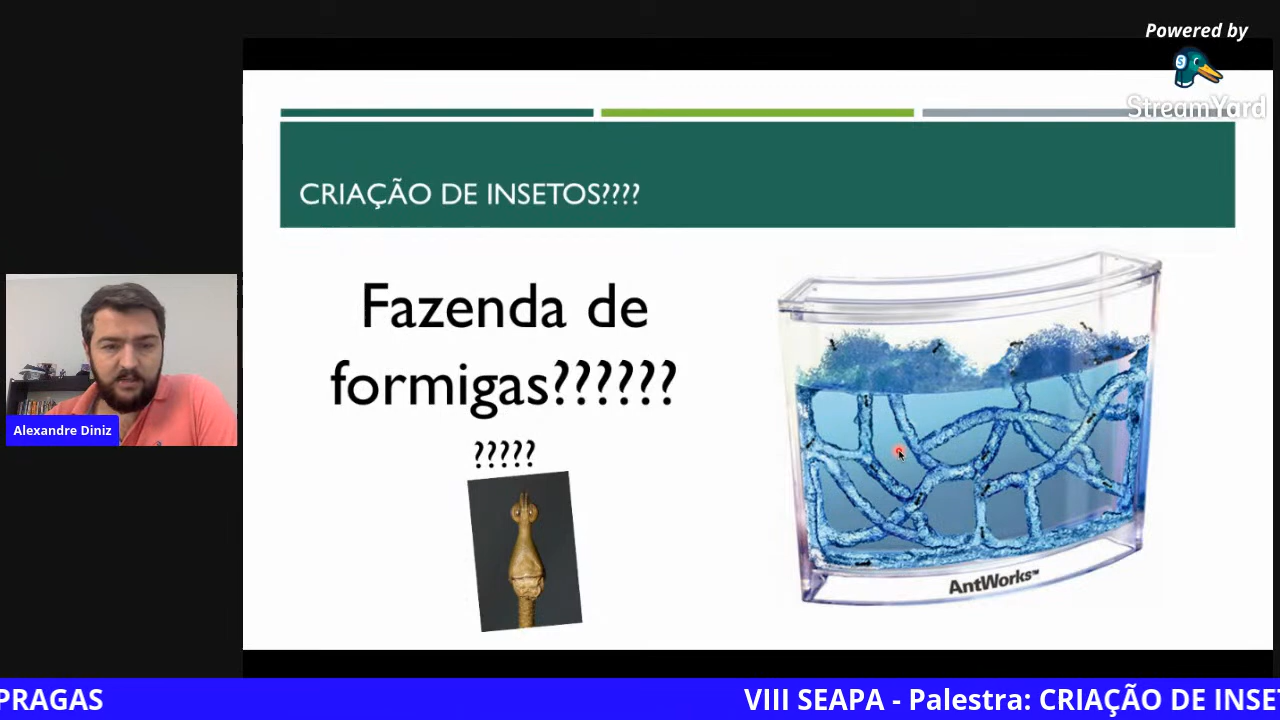 Powered by
StreamYard
CRIAÇÃO DE INSETOS????
Fazenda de
formigas??????
?????
AntWorks™
Alexandre Diniz
PRAGAS
VIII SEAPA - Palestra: CRIAÇÃO DE INSE